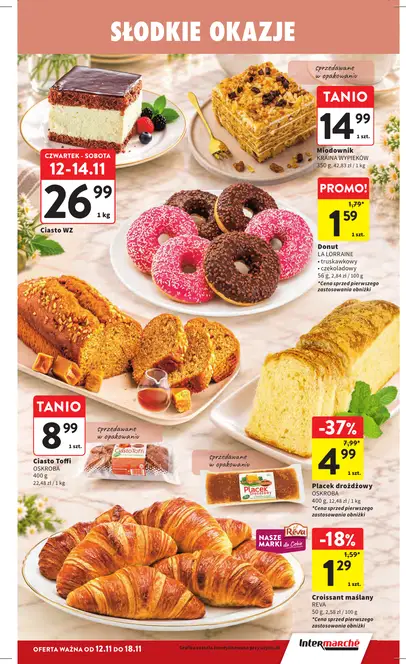 SŁODKIE OKAZJE
Sprzedawane
w opakowaniu
TANIO
14 99
1 szt.
Miodownik
KRAINA WYPIEKÓW
350 g, 42,83 zł / 1 kg
CZWARTEK - SOBOTA
12-14.11
26 99
1 kg
Ciasto WZ
PROMO!
1,79*
1 59
1 szt.
Donut
LA LORRAINE
• truskawkowy
• czekoladowy
56 g, 2,84 zł / 100 g
*Cena sprzed pierwszego
zastosowania obniżki
TANIO
8 99
1 szt.
Ciasto Toffi
OSKROBA
400 g
22,48 zł / 1 kg
Sprzedawane
w opakowaniu
Ciasto Toffi
Sprzedawane
w opakowaniu
Placek
-37%
7,99*
4 99
1 szt.
Placek drożdżowy
OSKROBA
400 g, 12,48 zł / 1 kg
*Cena sprzed pierwszego
zastosowania obniżki
NASZE
MARKI
Reva
dla Ciebie
-18%
1,59*
1 29
1 szt.
Croissant maślany
REVA
50 g, 2,58 zł / 100 g
*Cena sprzed pierwszego
zastosowania obniżki
OFERTA WAŻNA OD 12.11 DO 18.11
Intermarché